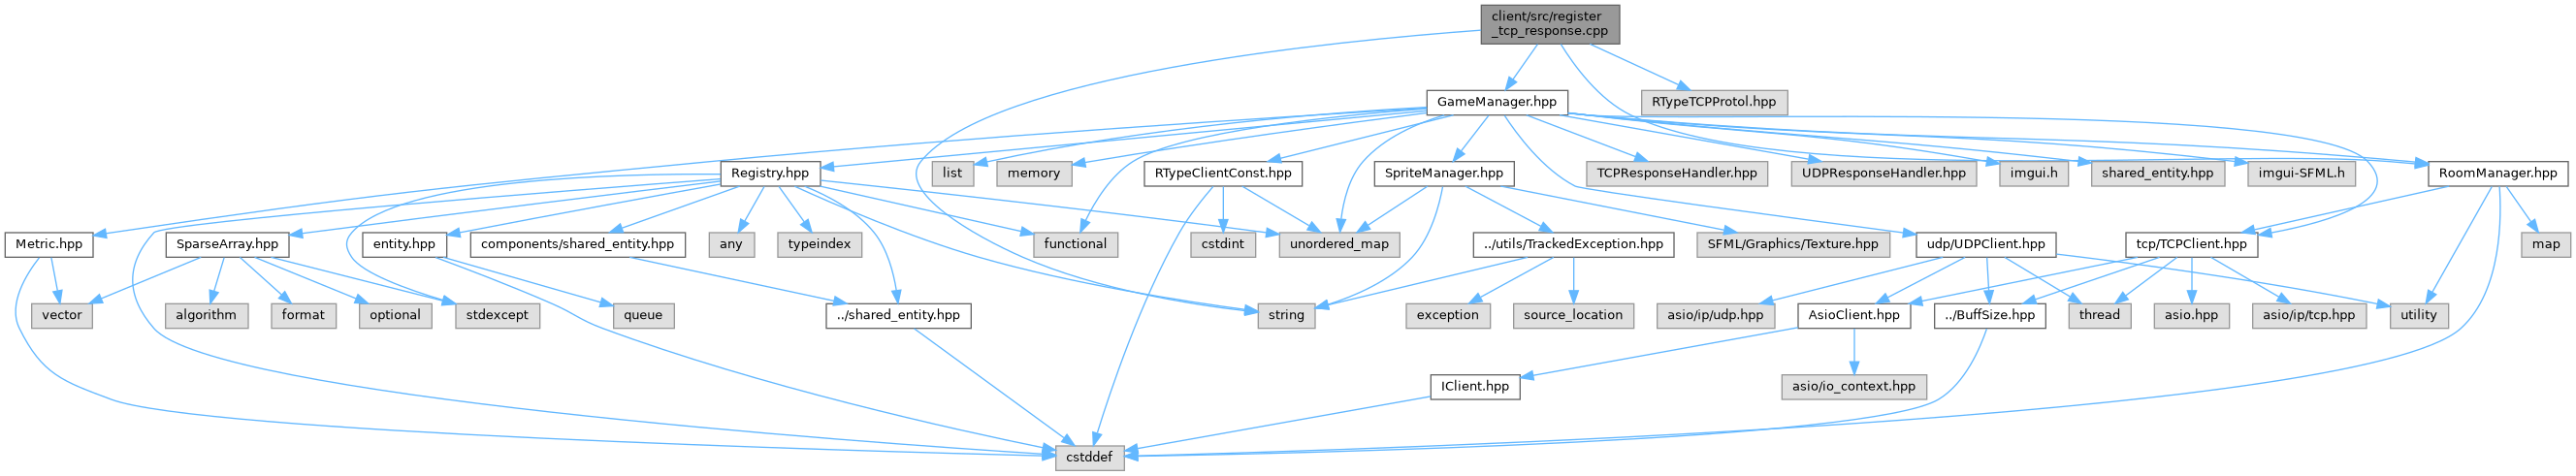 client/src/register
_tcp_response.cpp
GameManager.hpp
RTypeTCPProtol.hpp
Registry.hpp
list
memory
RTypeClientConst.hpp
SpriteManager.hpp
TCPResponseHandler.hpp
UDPResponseHandler.hpp
imgui.h
shared_entity.hpp
imgui-SFML.h
RoomManager.hpp
Metric.hpp
SparseArray.hpp
entity.hpp
components/shared_entity.hpp
any
typeindex
functional
cstdint
unordered_map
../utils/TrackedException.hpp
SFML/Graphics/Texture.hpp
udp/UDPClient.hpp
tcp/TCPClient.hpp
map
vector
algorithm
format
optional
stdexcept
queue
../shared_entity.hpp
string
exception
source_location
asio/ip/udp.hpp
AsioClient.hpp
../BuffSize.hpp
thread
asio.hpp
asio/ip/tcp.hpp
utility
IClient.hpp
asio/io_context.hpp
cstddef